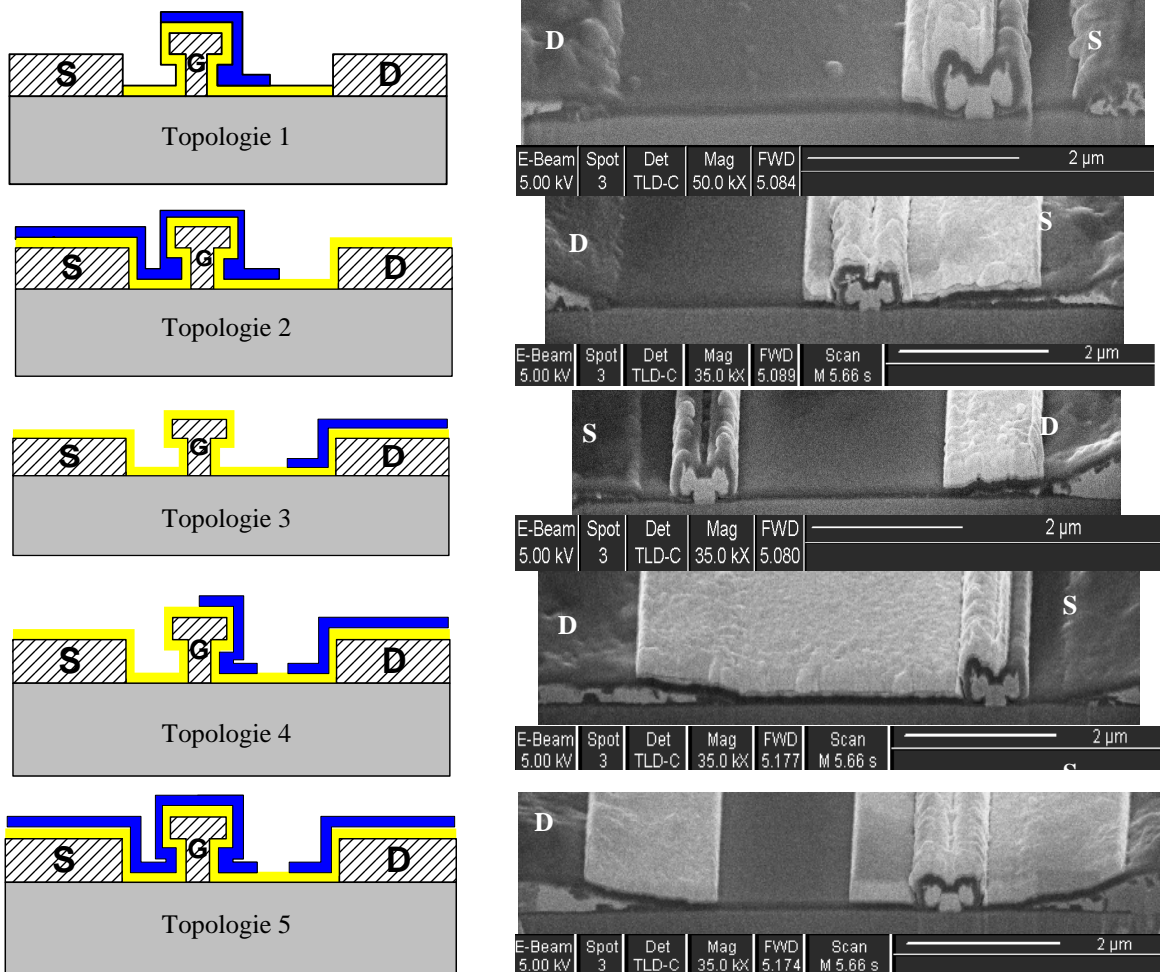 S G D
Topologie 1
D S
E-Beam Spot Det Mag FWD 2 µm
5.00 kV 3 TLD-C 50.0 kX 5.084
S G D
Topologie 2
D S
E-Beam Spot Det Mag FWD Scan 2 µm
5.00 kV 3 TLD-C 35.0 kX 5.089 M 5.66 s
S G D
Topologie 3
S D
E-Beam Spot Det Mag FWD 2 µm
5.00 kV 3 TLD-C 35.0 kX 5.080
S G D
Topologie 4
D S
E-Beam Spot Det Mag FWD Scan 2 µm
5.00 kV 3 TLD-C 35.0 kX 5.177 M 5.66 s
S
S G D
Topologie 5
D
E-Beam Spot Det Mag FWD Scan 2 µm
5.00 kV 3 TLD-C 35.0 kX 5.174 M 5.66 s